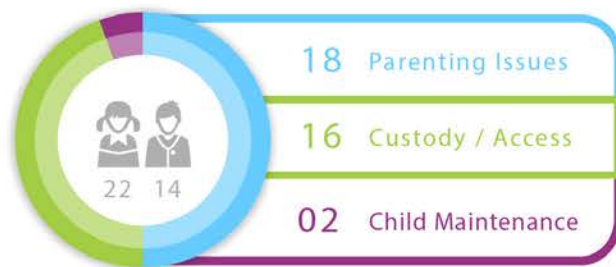 18 Parenting Issues
16 Custody / Access
22 14
02 Child Maintenance